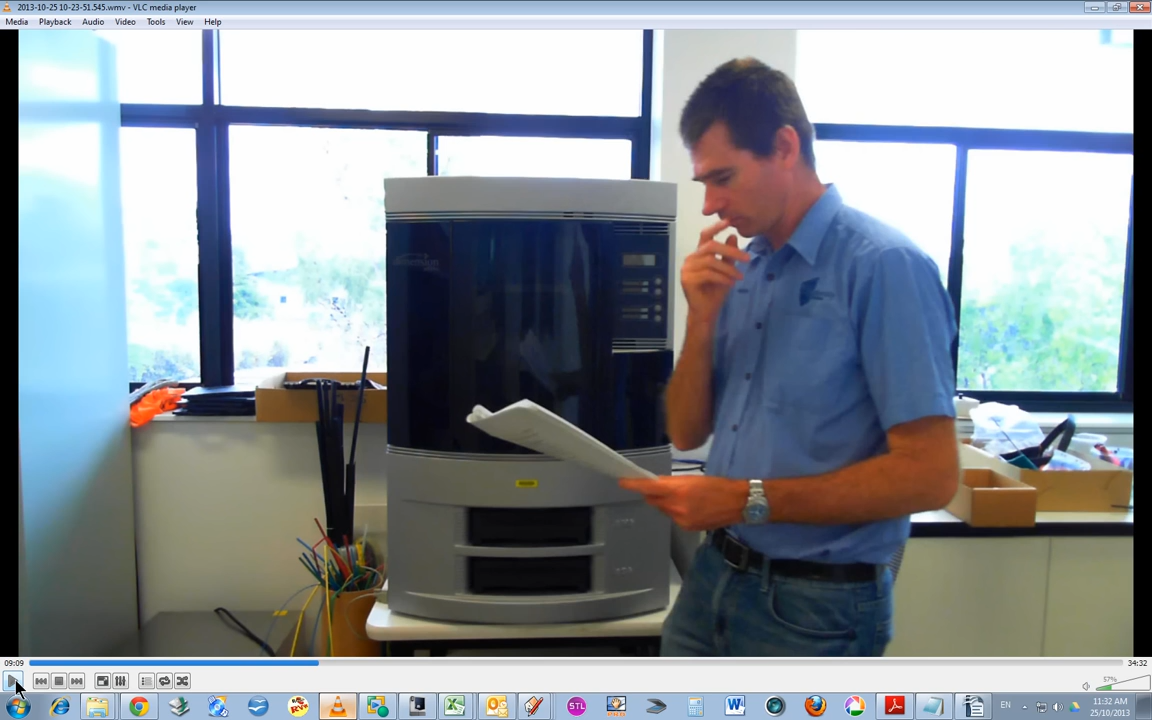 2013-10-25 10-23-51.545.wmv - VLC media player
Media Playback Audio Video View Tools Help
09:09
34:32
57%
STL
EN
11:32 AM
25/10/2013